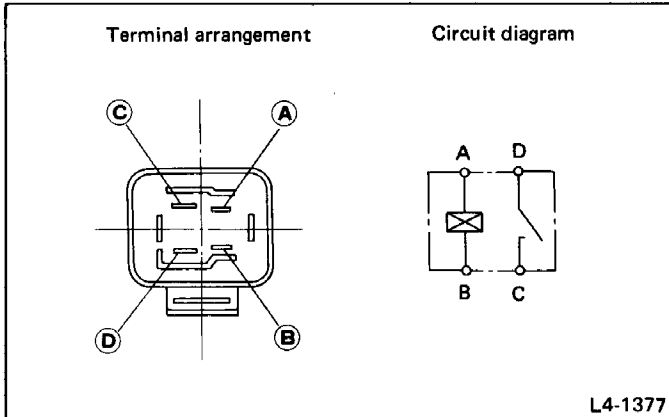 Terminal arrangement
Circuit diagram
C
A
D
B
A
D
B
C
L4-1377